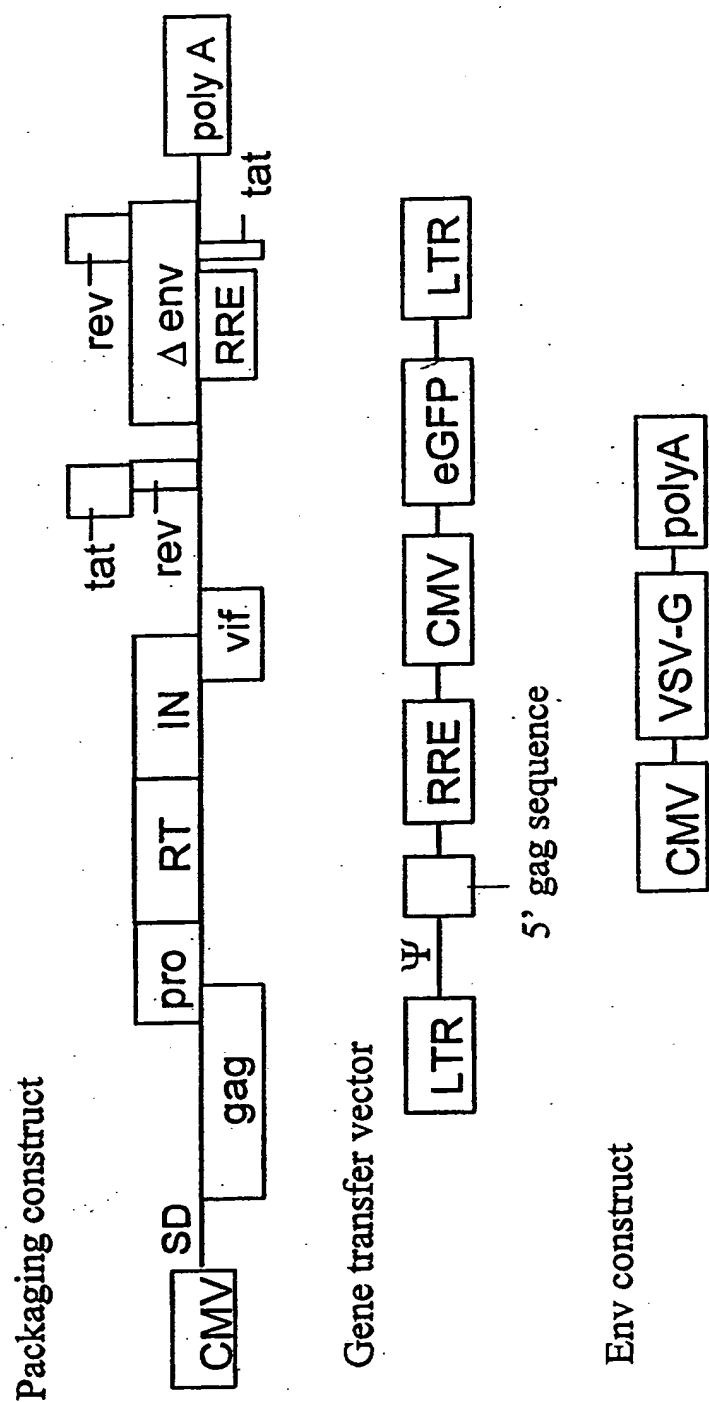 Packaging construct
CMV
SD
gag
pro
RT
IN
vif
tat
rev
rev
Δ env
RRE
tat
poly A
Gene transfer vector
LTR
Ψ
5' gag sequence
RRE
CMV
eGFP
LTR
Env construct
CMV
VSV-G
polyA